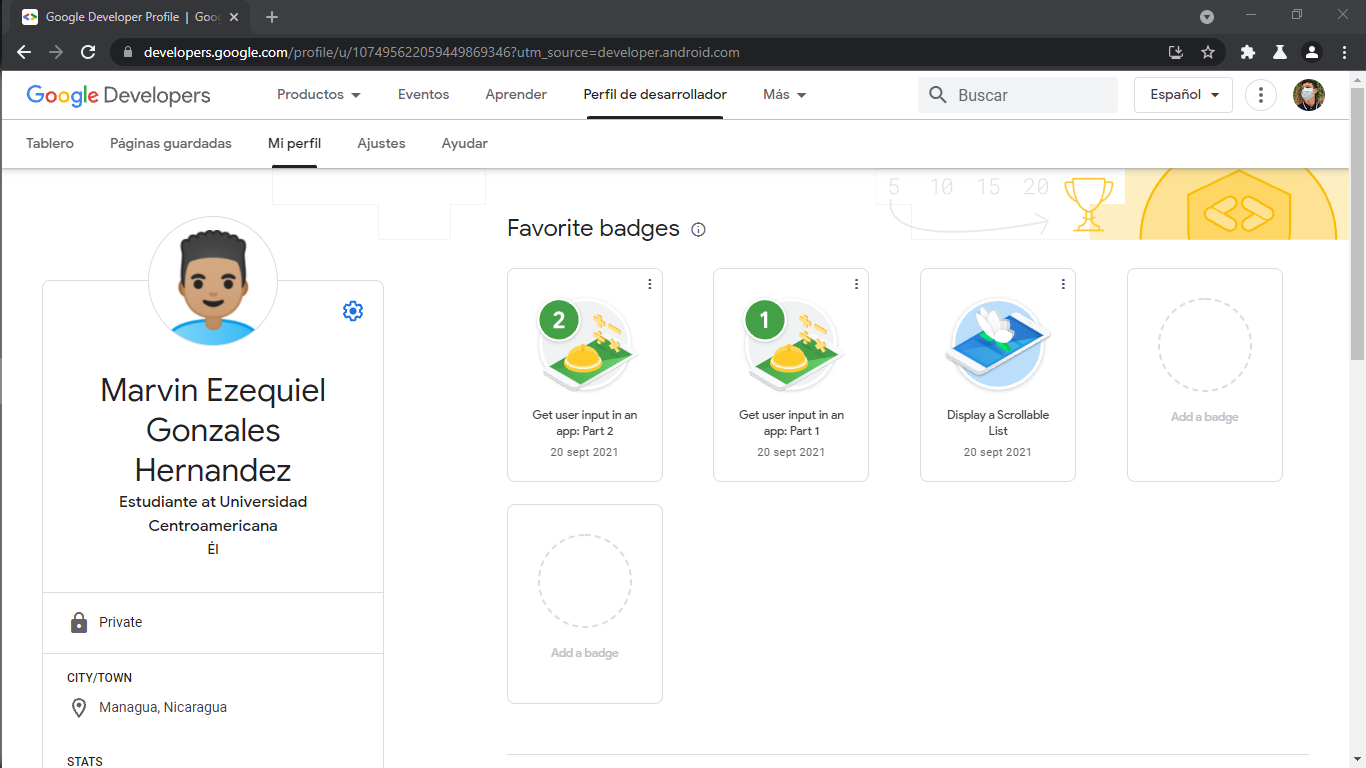 Google Developer Profile | Goog
developers.google.com/profile/u/107495622059449869346?utm_source=developer.android.com
Google Developers
Productos
Eventos
Aprender
Perfil de desarrollador
Más
Buscar
Español
Tablero
Páginas guardadas
Mi perfil
Ajustes
Ayudar
5 10 15 20
Favorite badges
Marvin Ezequiel
Gonzales
Hernandez
Estudiante at Universidad
Centroamericana
Él
Private
CITY/TOWN
Managua, Nicaragua
STATS
2
Get user input in an
app: Part 2
20 sept 2021
1
Get user input in an
app: Part 1
20 sept 2021
Display a Scrollable
List
20 sept 2021
Add a badge
Add a badge